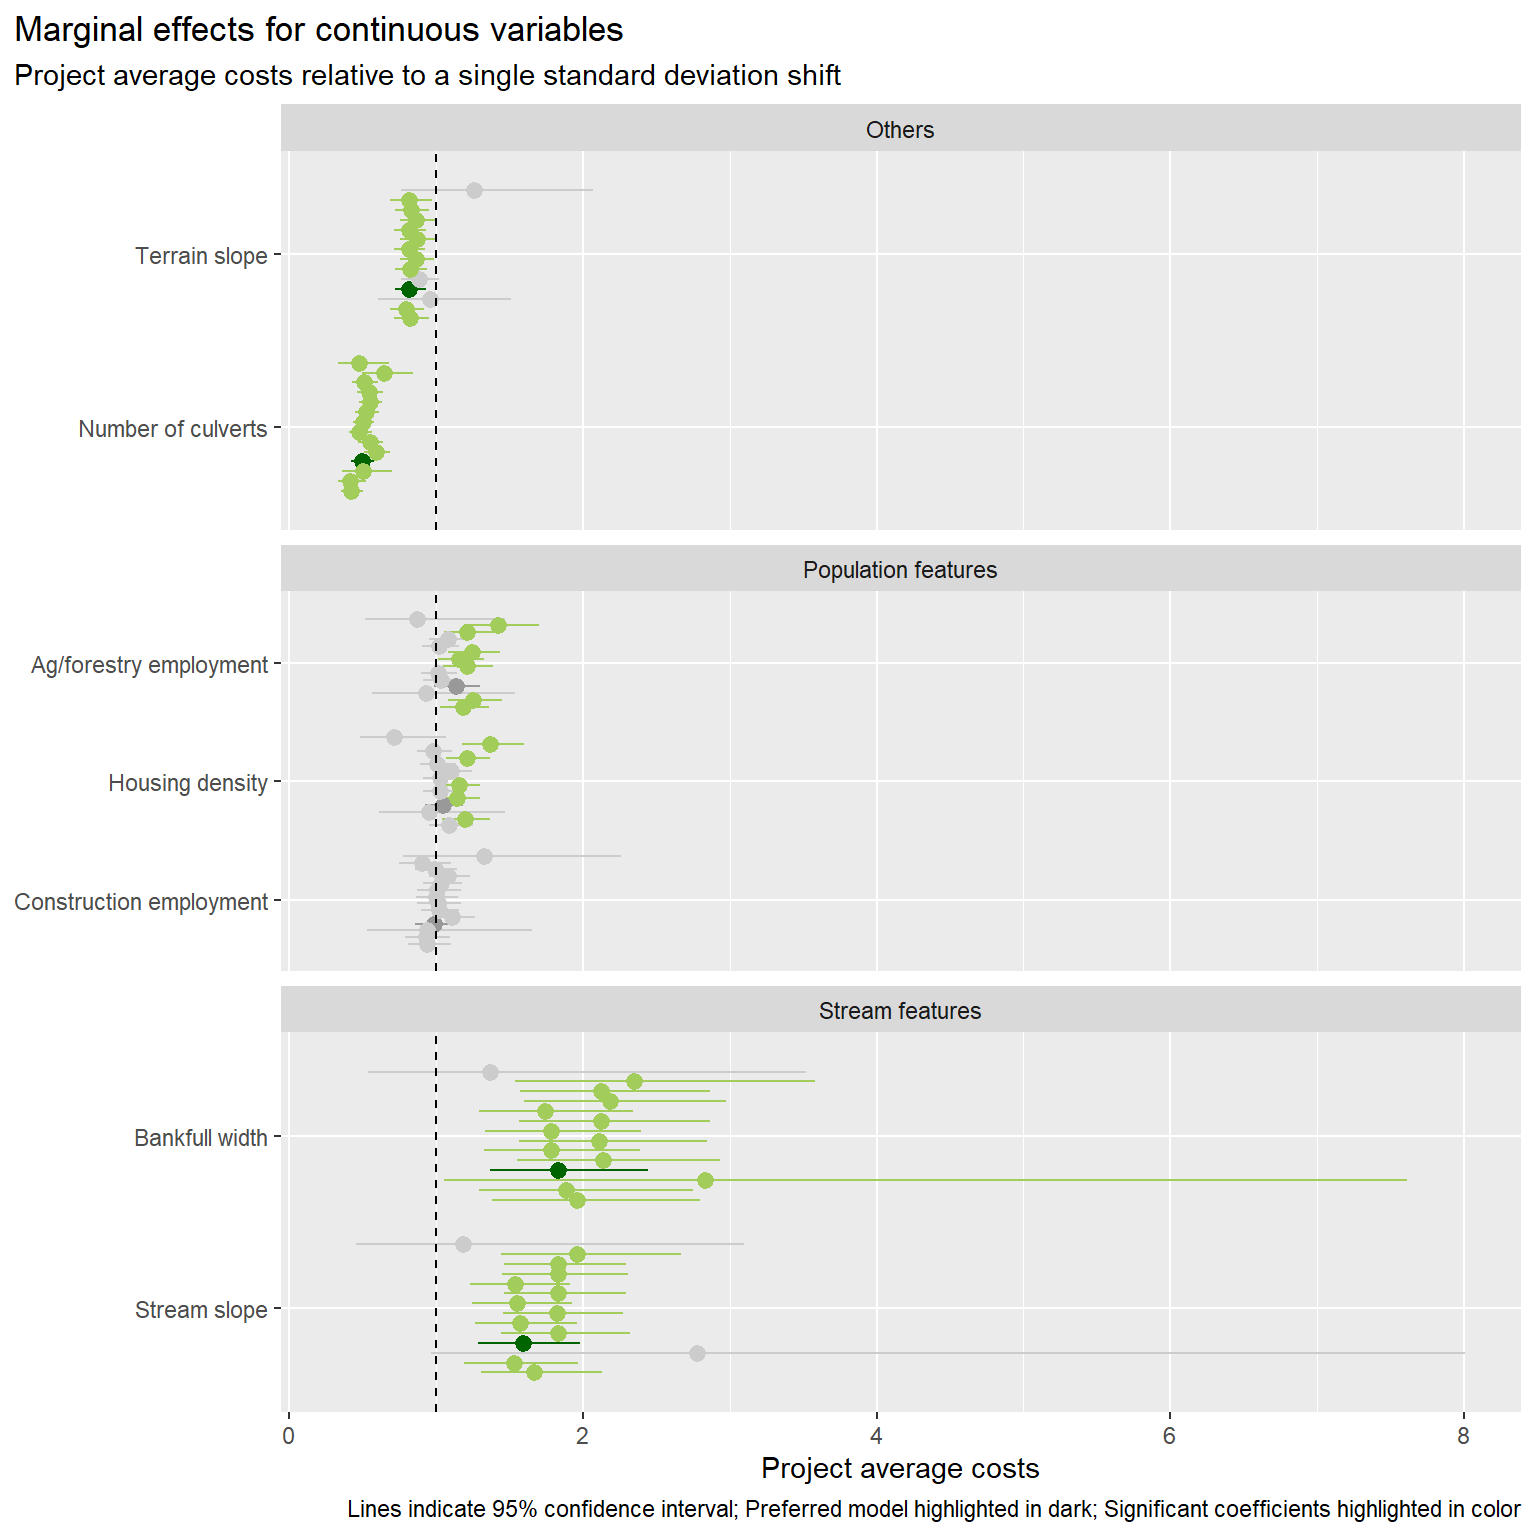 Marginal effects for continuous variables
Project average costs relative to a single standard deviation shift
Others
Terrain slope
Number of culverts
Population features
Ag/forestry employment
Housing density
Construction employment
Stream features
Bankfull width
Stream slope
0 2 4 6 8
Project average costs
Lines indicate 95% confidence interval; Preferred model highlighted in dark; Significant coefficients highlighted in color